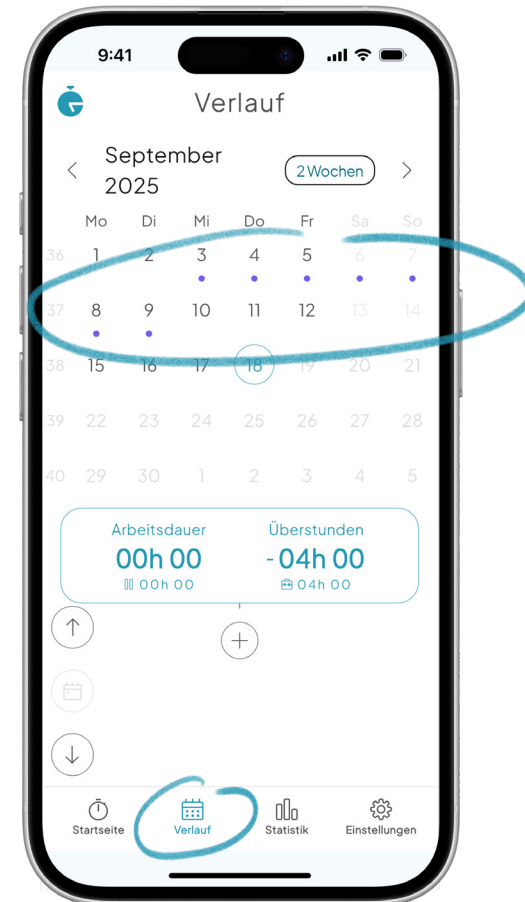 9:41
Verlauf
September
2025
2 Wochen
Mo Di Mi Do Fr Sa So
36 1 2 3 4 5 6 7
37 8 9 10 11 12 13 14
38 15 16 17 18 19 20 21
39 22 23 24 25 26 27 28
40 29 30 1 2 3 4 5
Arbeitsdauer Überstunden
00h 00 -04h 00
00h 00 04h 00
Startseite Verlauf Statistik Einstellungen